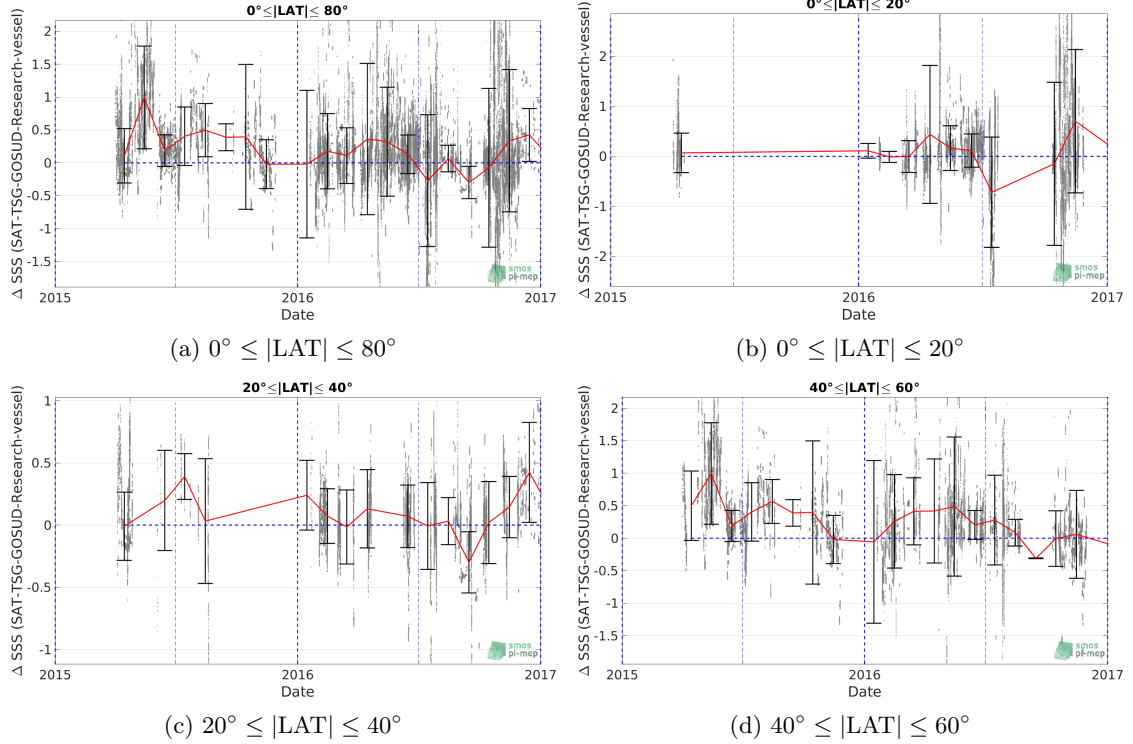 0°≤|LAT|≤ 80°
Δ SSS (SAT-TSG-GOSUD-Research-vessel)
2
1.5
1
0.5
0
-0.5
-1
-1.5
2015
2016
2017
Date
smos
pi-mep
(a) 0° ≤ |LAT| ≤ 80°
0°≤|LAT|≤ 20°
Δ SSS (SAT-TSG-GOSUD-Research-vessel)
2
1
0
-1
-2
2015
2016
2017
Date
smos
pi-mep
(b) 0° ≤ |LAT| ≤ 20°
20°≤|LAT|≤ 40°
Δ SSS (SAT-TSG-GOSUD-Research-vessel)
1
0.5
0
-0.5
-1
2015
2016
2017
Date
smos
pi-mep
(c) 20° ≤ |LAT| ≤ 40°
40°≤|LAT|≤ 60°
Δ SSS (SAT-TSG-GOSUD-Research-vessel)
2
1.5
1
0.5
0
-0.5
-1
-1.5
2015
2016
2017
Date
smos
pi-mep
(d) 40° ≤ |LAT| ≤ 60°